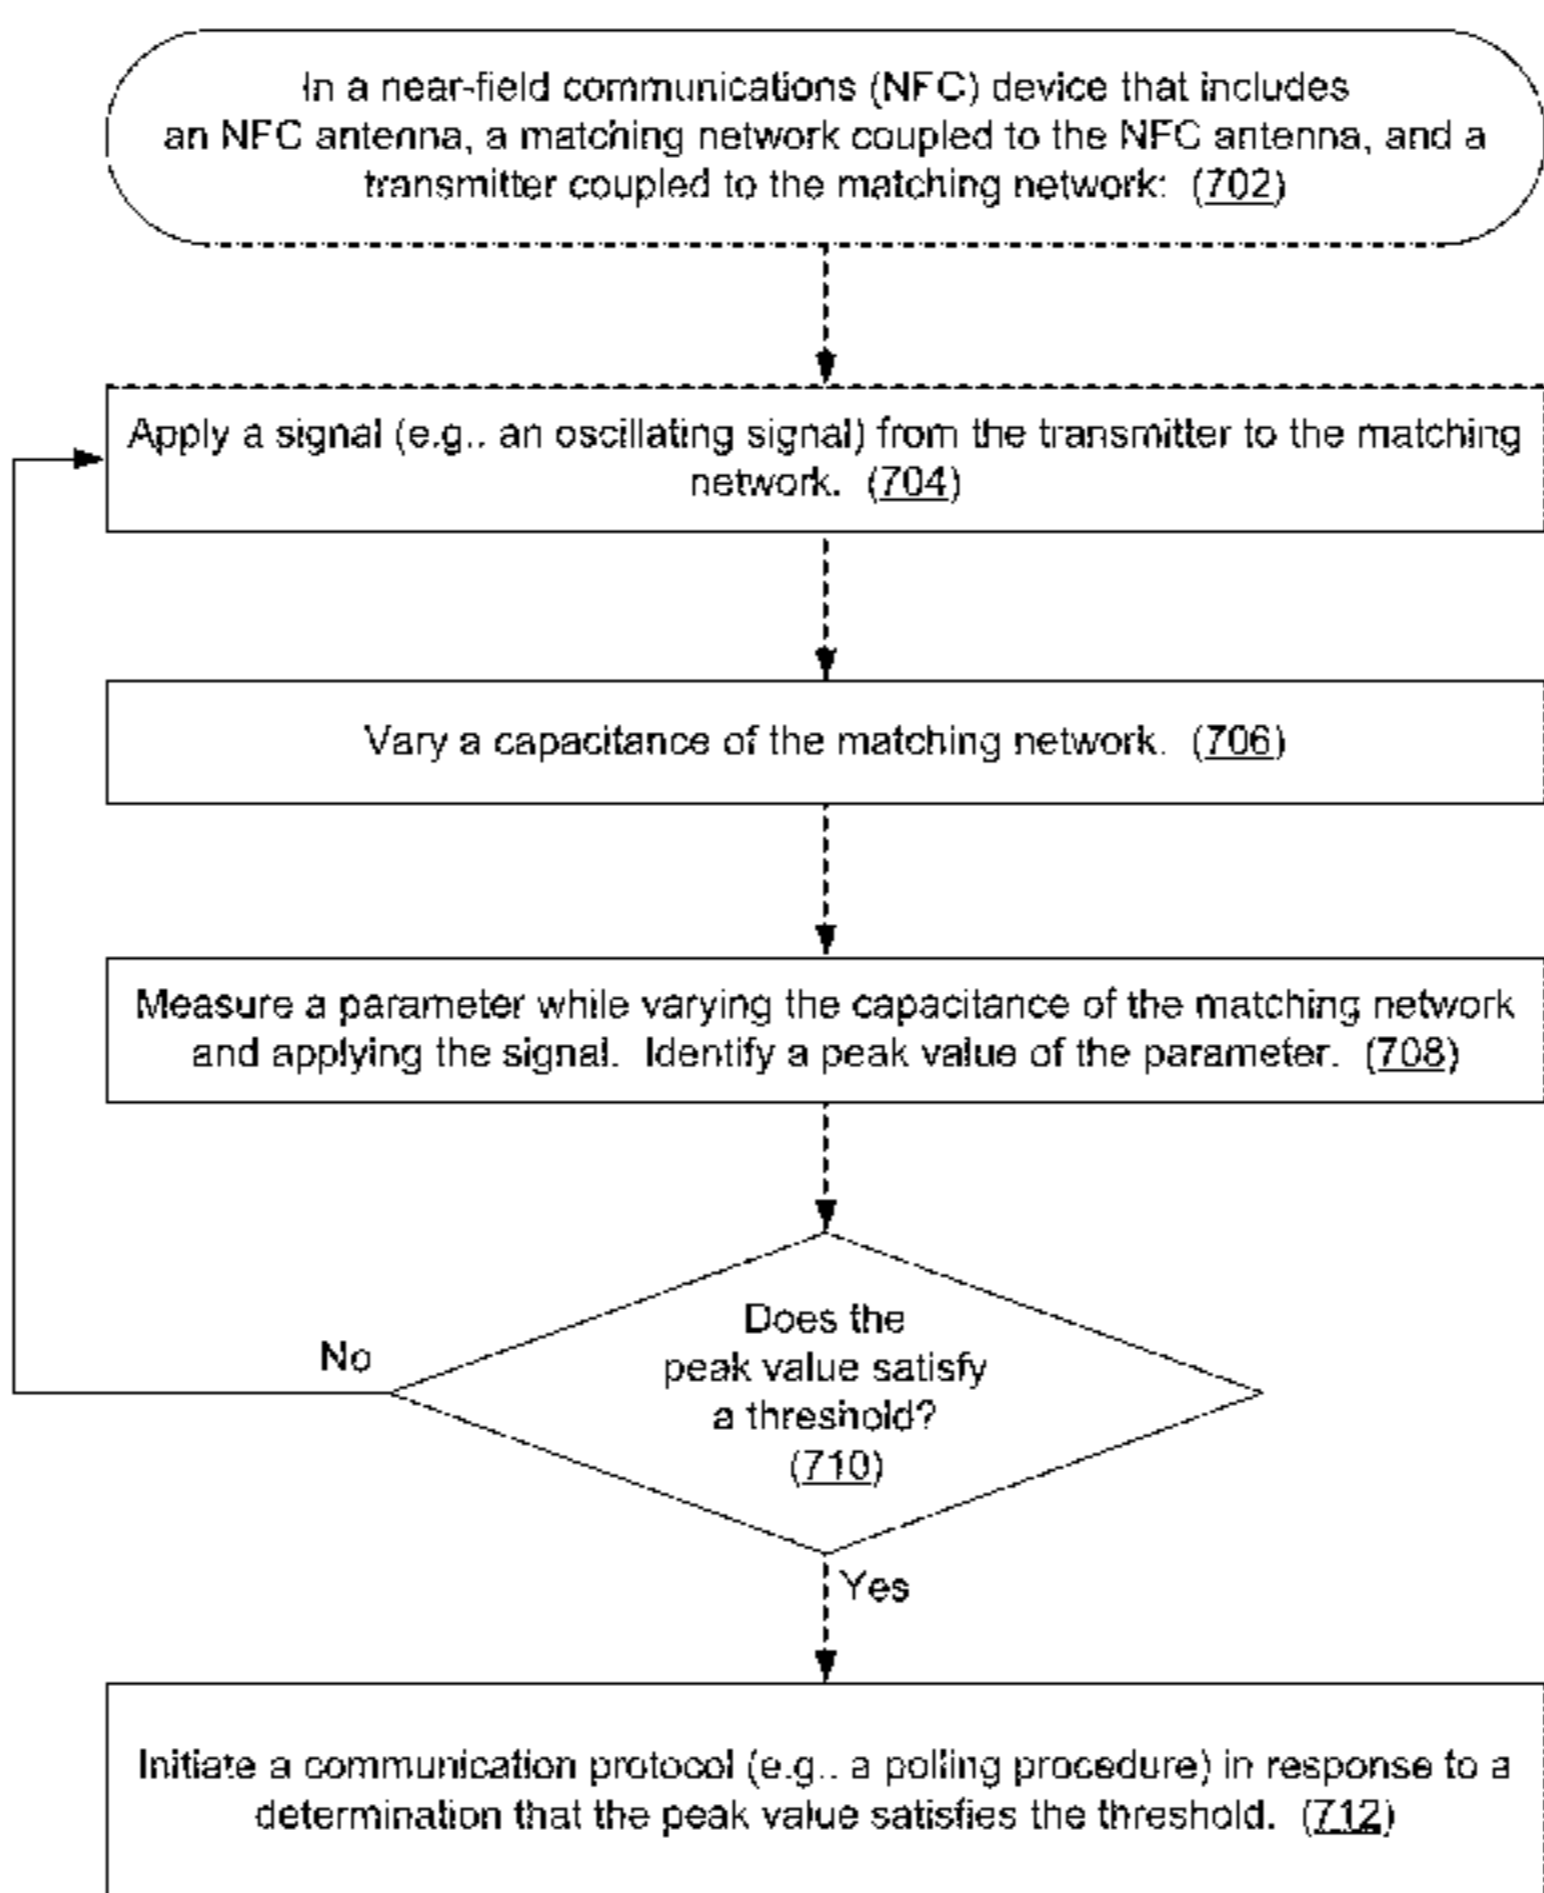 In a near-field communications (NFC) device that includes
an NFC antenna, a matching network coupled to the NFC antenna, and a
transmitter coupled to the matching network: (702)
Apply a signal (e.g., an oscillating signal) from the transmitter to the matching
network. (704)
Vary a capacitance of the matching network. (706)
Measure a parameter while varying the capacitance of the matching network
and applying the signal. Identify a peak value of the parameter. (708)
Does the
peak value satisfy
a threshold?
(710)
No
Yes
Initiate a communication protocol (e.g., a polling procedure) in response to a
determination that the peak value satisfies the threshold. (712)